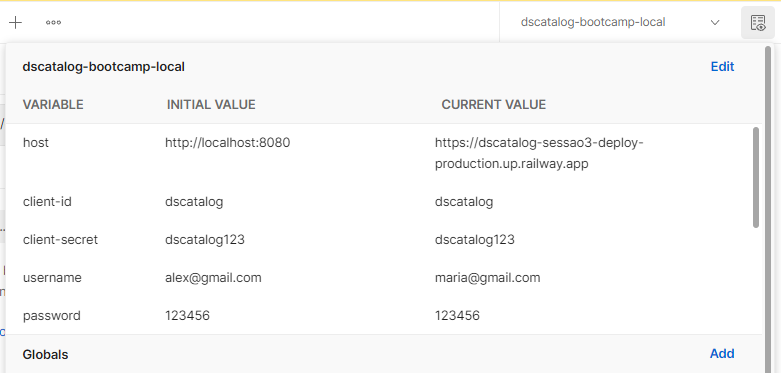 dscatalog-bootcamp-local
dscatalog-bootcamp-local Edit
VARIABLE INITIAL VALUE CURRENT VALUE
host http://localhost:8080 https://dscatalog-sessao3-deploy-
production.up.railway.app
client-id dscatalog dscatalog
client-secret dscatalog123 dscatalog123
username alex@gmail.com maria@gmail.com
password 123456 123456
Globals Add